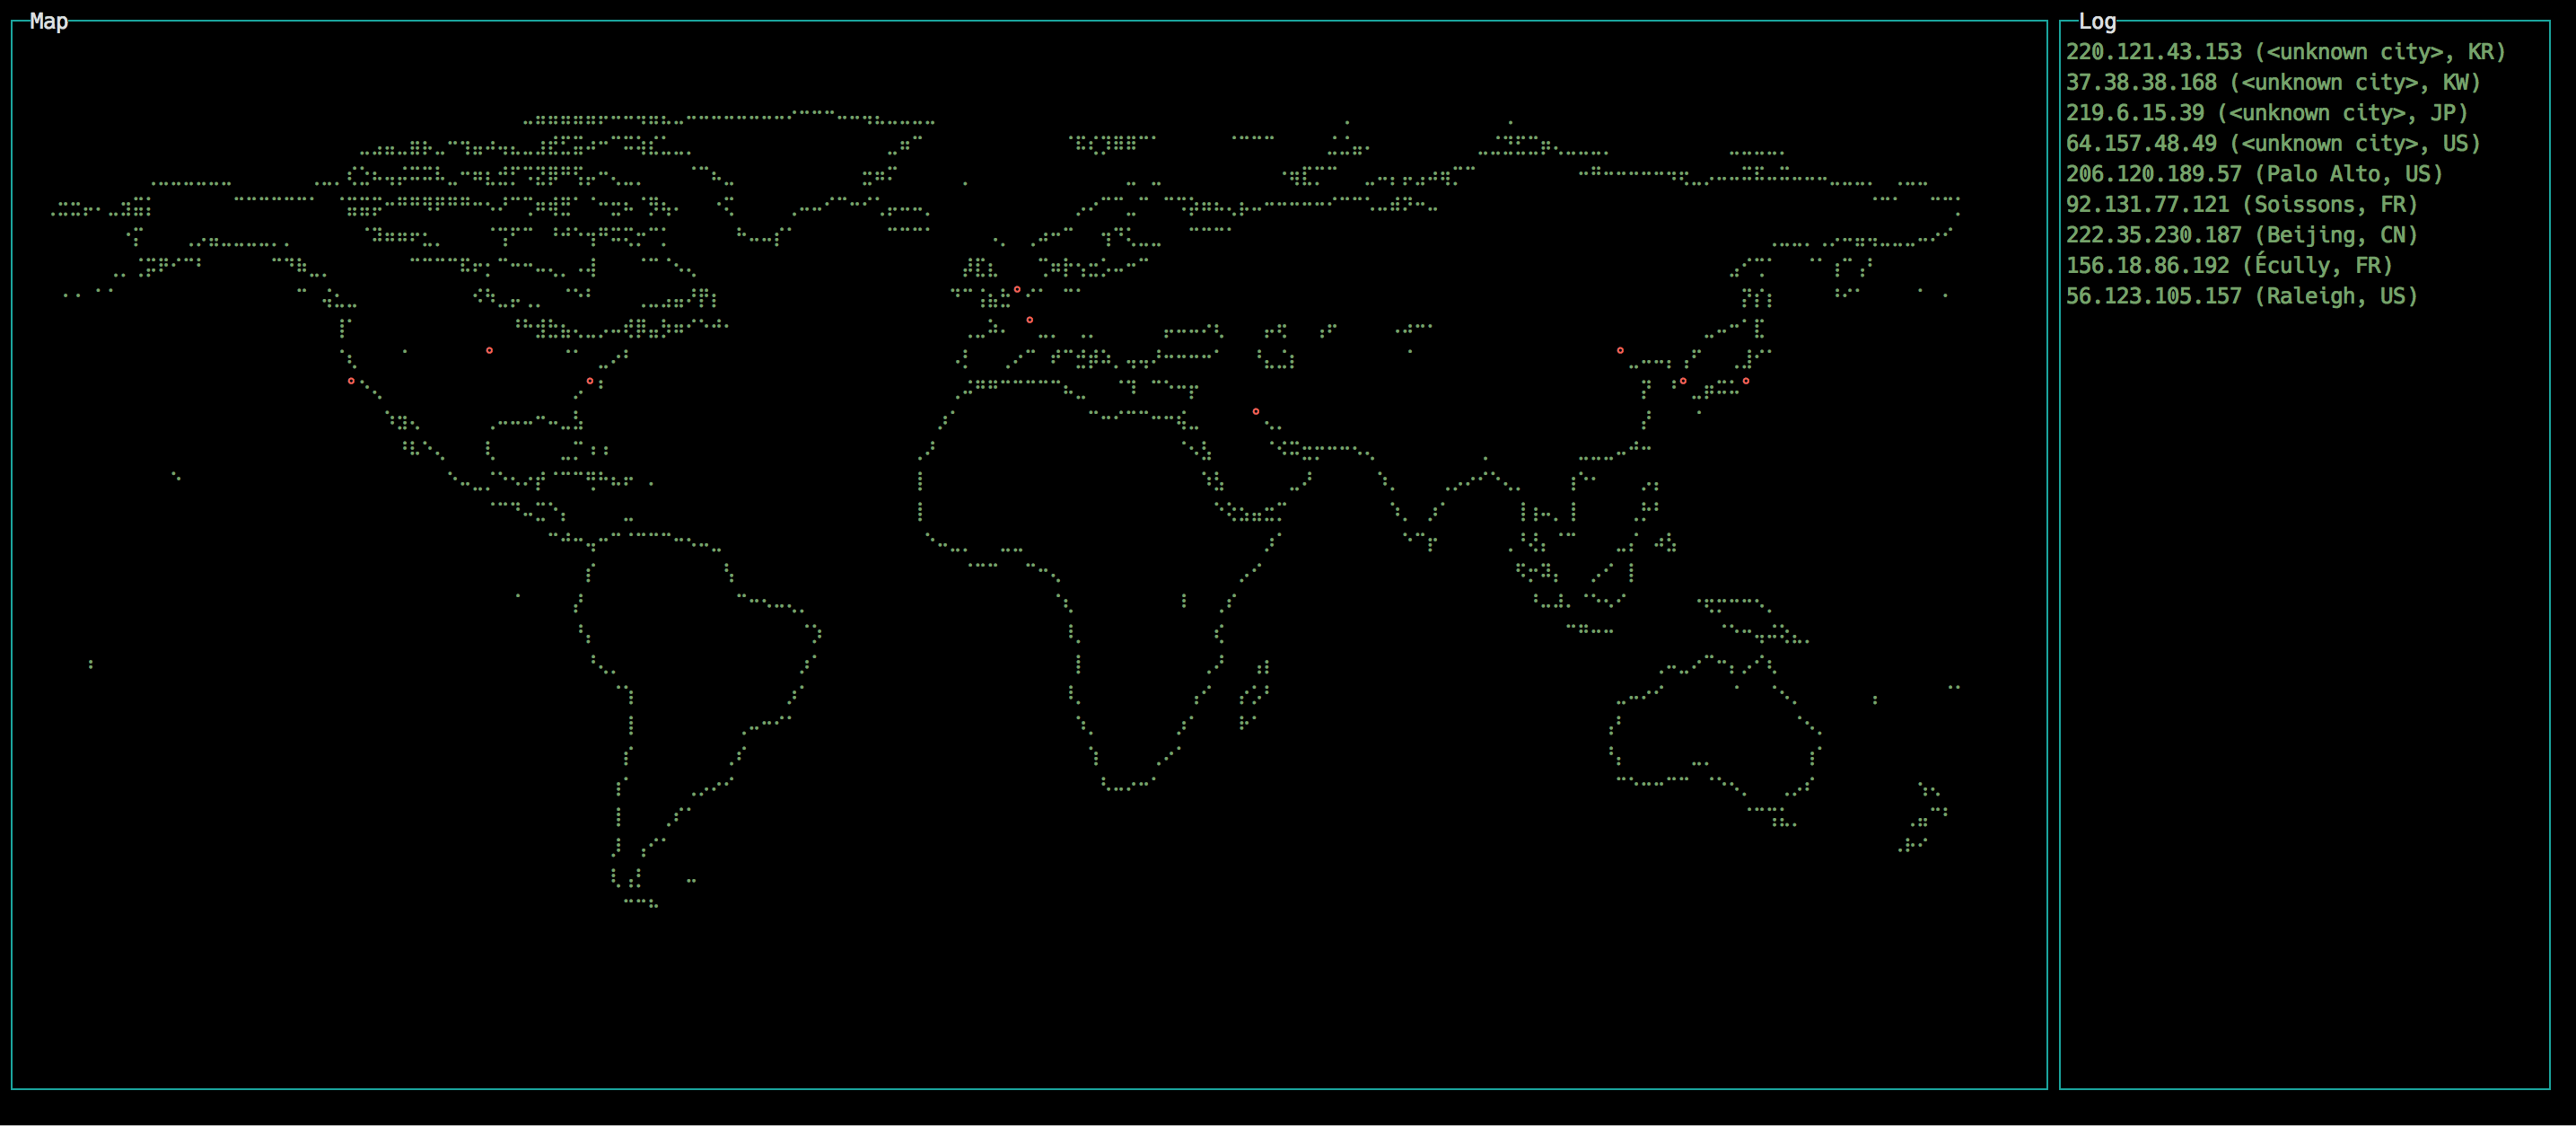 Map
Log
220.121.43.153 (<unknown city>, KR)
37.38.38.168 (<unknown city>, KW)
219.6.15.39 (<unknown city>, JP)
64.157.48.49 (<unknown city>, US)
206.120.189.57 (Palo Alto, US)
92.131.77.121 (Soissons, FR)
222.35.230.187 (Beijing, CN)
156.18.86.192 (Écully, FR)
56.123.105.157 (Raleigh, US)